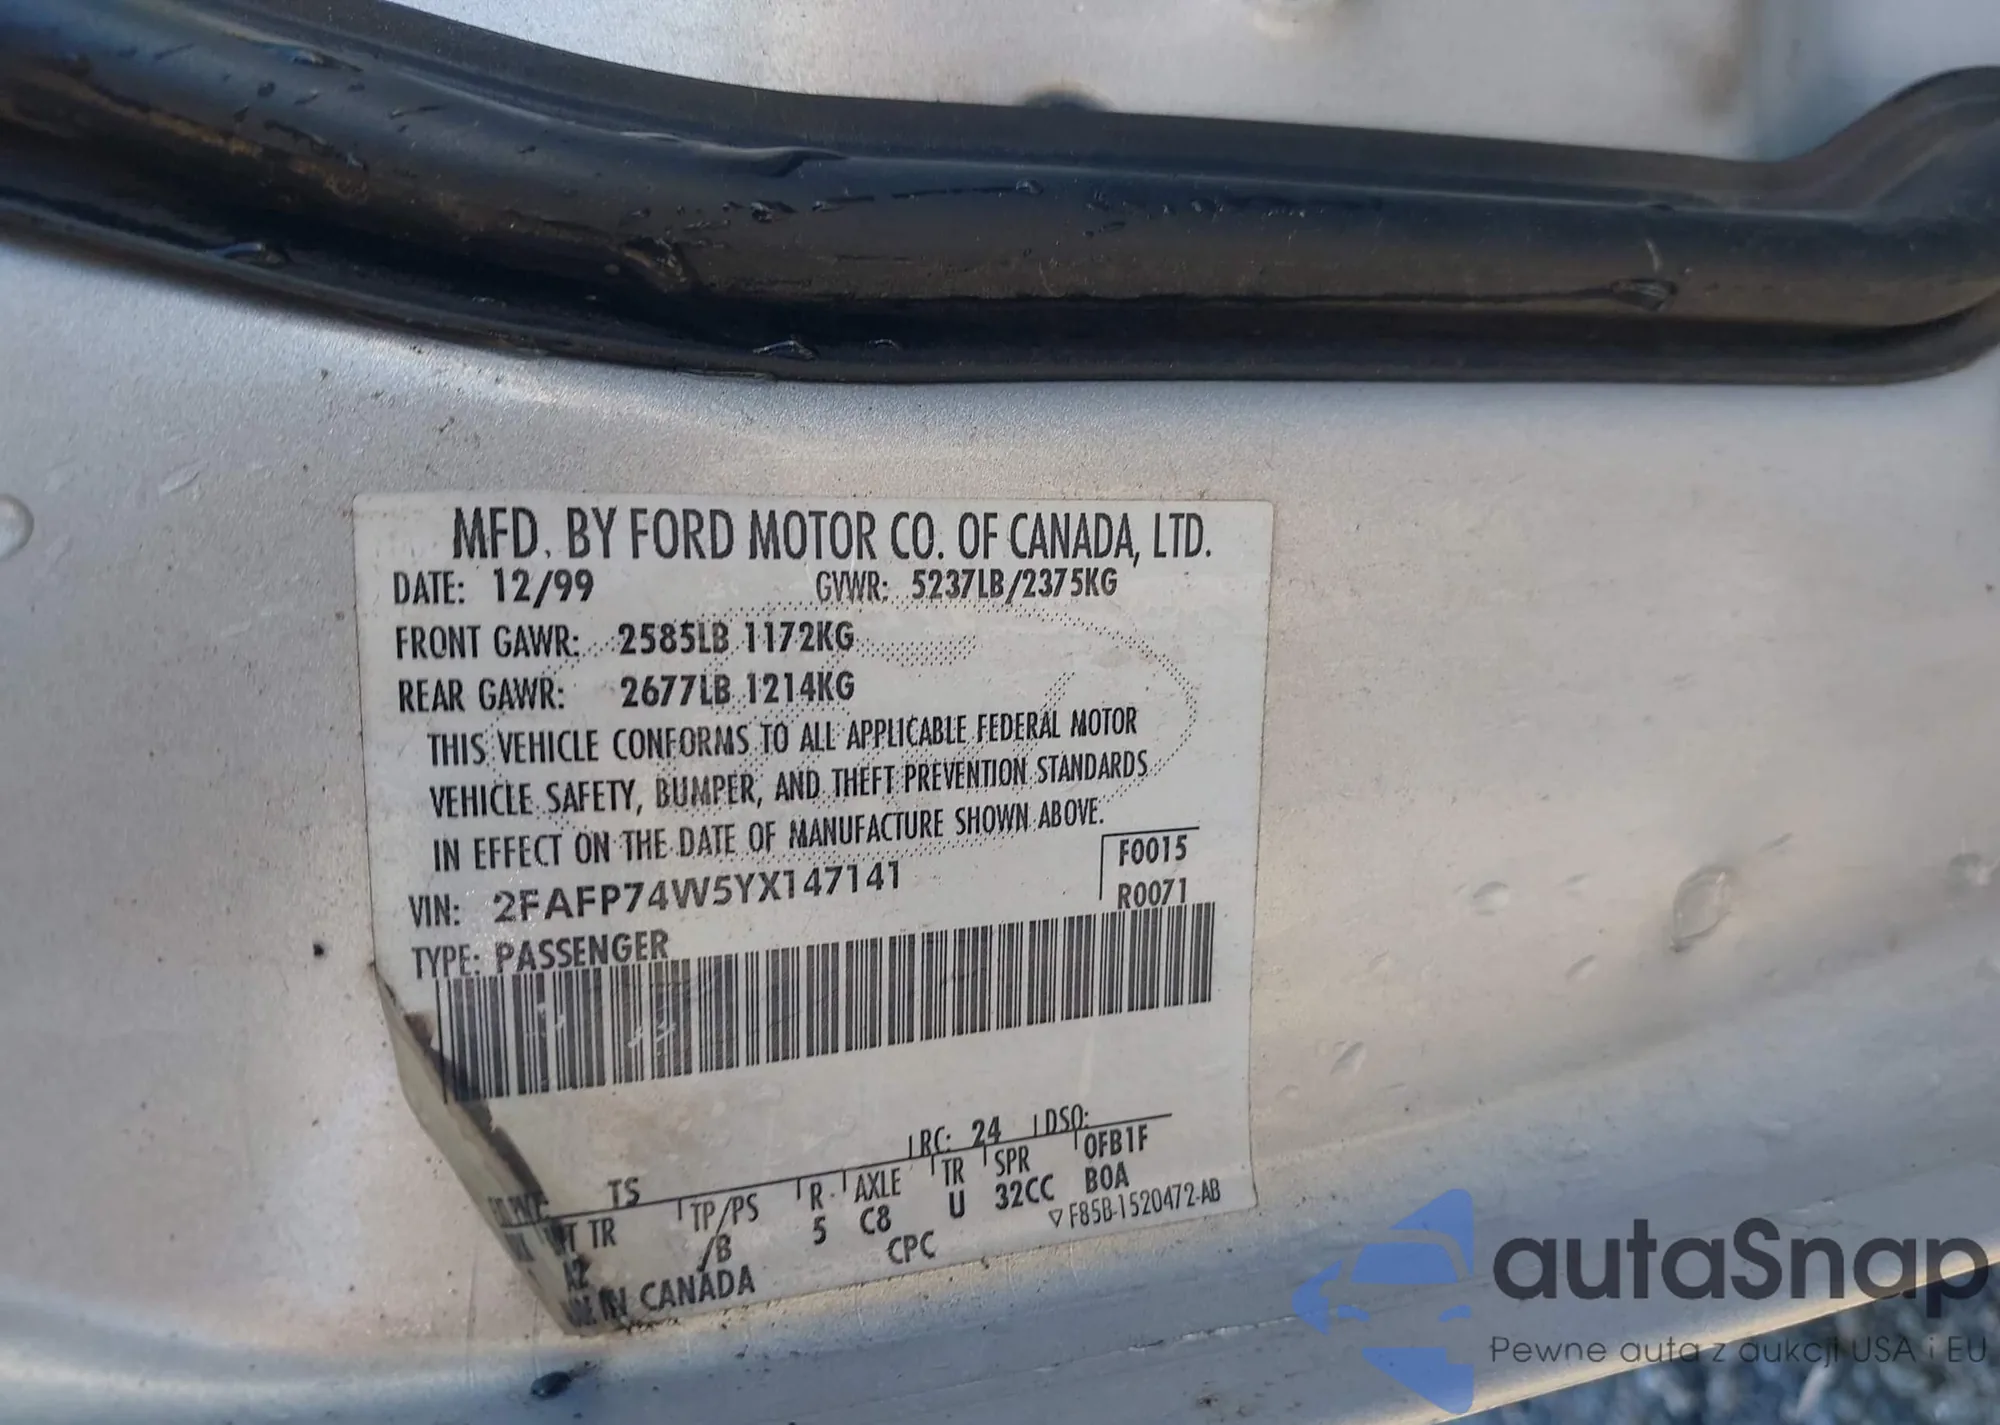 MFD. BY FORD MOTOR CO. OF CANADA, LTD.
DATE: 12/99 GVWR: 5237LB/2375KG
FRONT GAWR: 2585LB 1172KG
REAR GAWR: 2677LB 1214KG
THIS VEHICLE CONFORMS TO ALL APPLICABLE FEDERAL MOTOR
VEHICLE SAFETY, BUMPER, AND THEFT PREVENTION STANDARDS
IN EFFECT ON THE DATE OF MANUFACTURE SHOWN ABOVE.
F0015
VIN: 2FAFP74W5YX147141 R0071
TYPE: PASSENGER
RC: 24 DSO:
TS
TR TP/PS R AXLE TR SPR 0FB1F
/B 5 C8 U 32CC B0A
IN CANADA CPC F85B-1520472-AB
autaSnap
Pewne auta z aukcji USA i EU